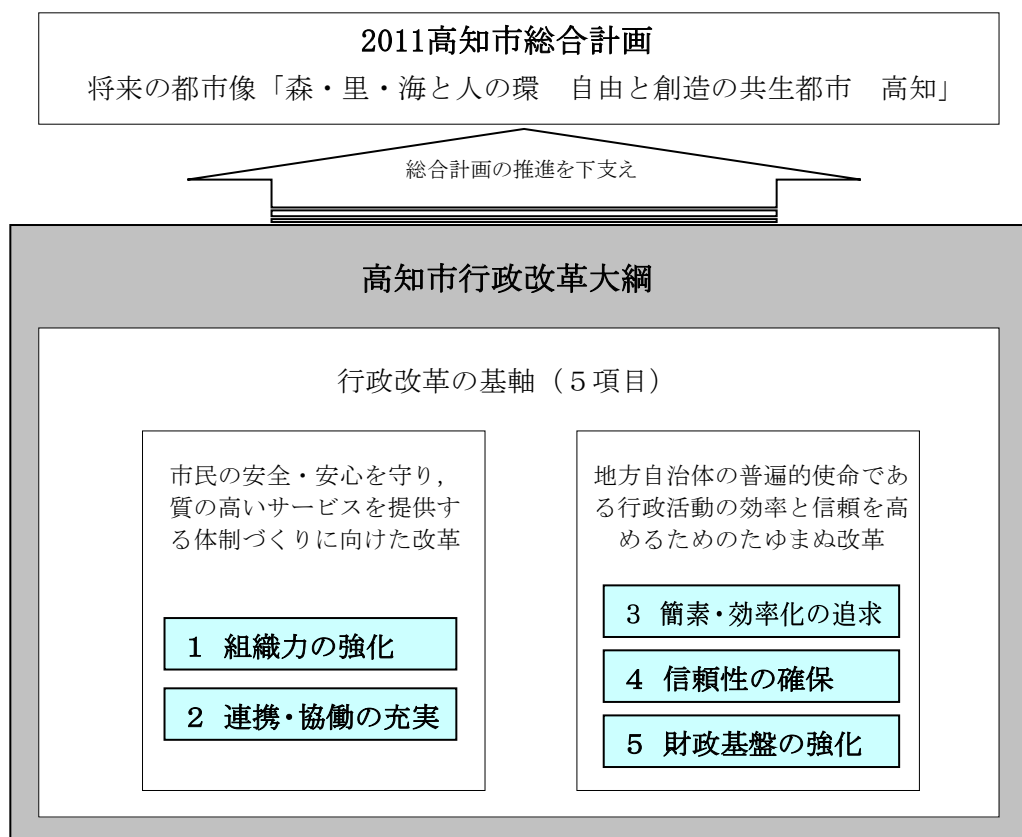 2011高知市総合計画
将来の都市像「森・里・海と人の環　自由と創造の共生都市　高知」
総合計画の推進を下支え
高知市行政改革大綱
行政改革の基軸（５項目）
市民の安全・安心を守り，
質の高いサービスを提供す
る体制づくりに向けた改革
１ 組織力の強化
２ 連携・協働の充実
地方自治体の普遍的使命であ
る行政活動の効率と信頼を高
めるためのたゆまぬ改革
３ 簡素・効率化の追求
４ 信頼性の確保
５ 財政基盤の強化